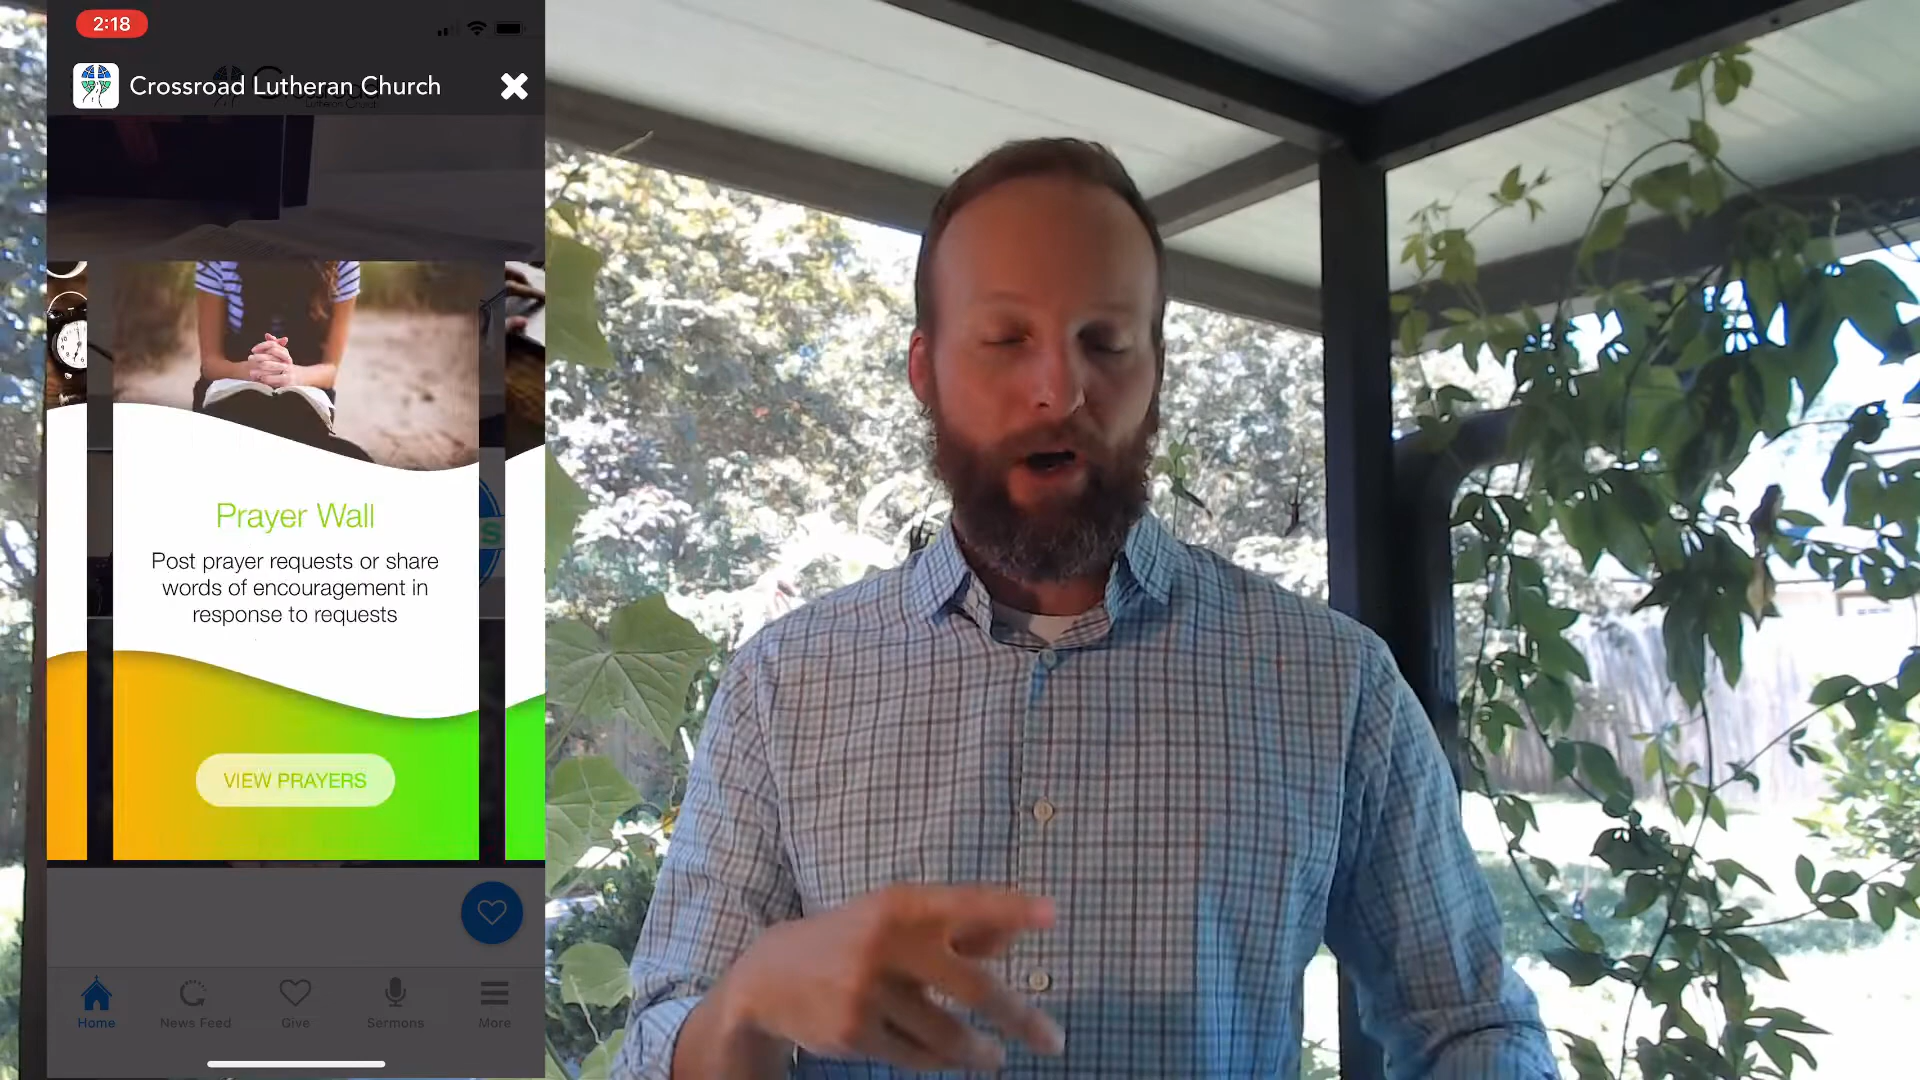 2:18
Crossroad Lutheran Church
Prayer Wall
Post prayer requests or share
words of encouragement in
response to requests
VIEW PRAYERS
Home
News Feed
Give
Sermons
More